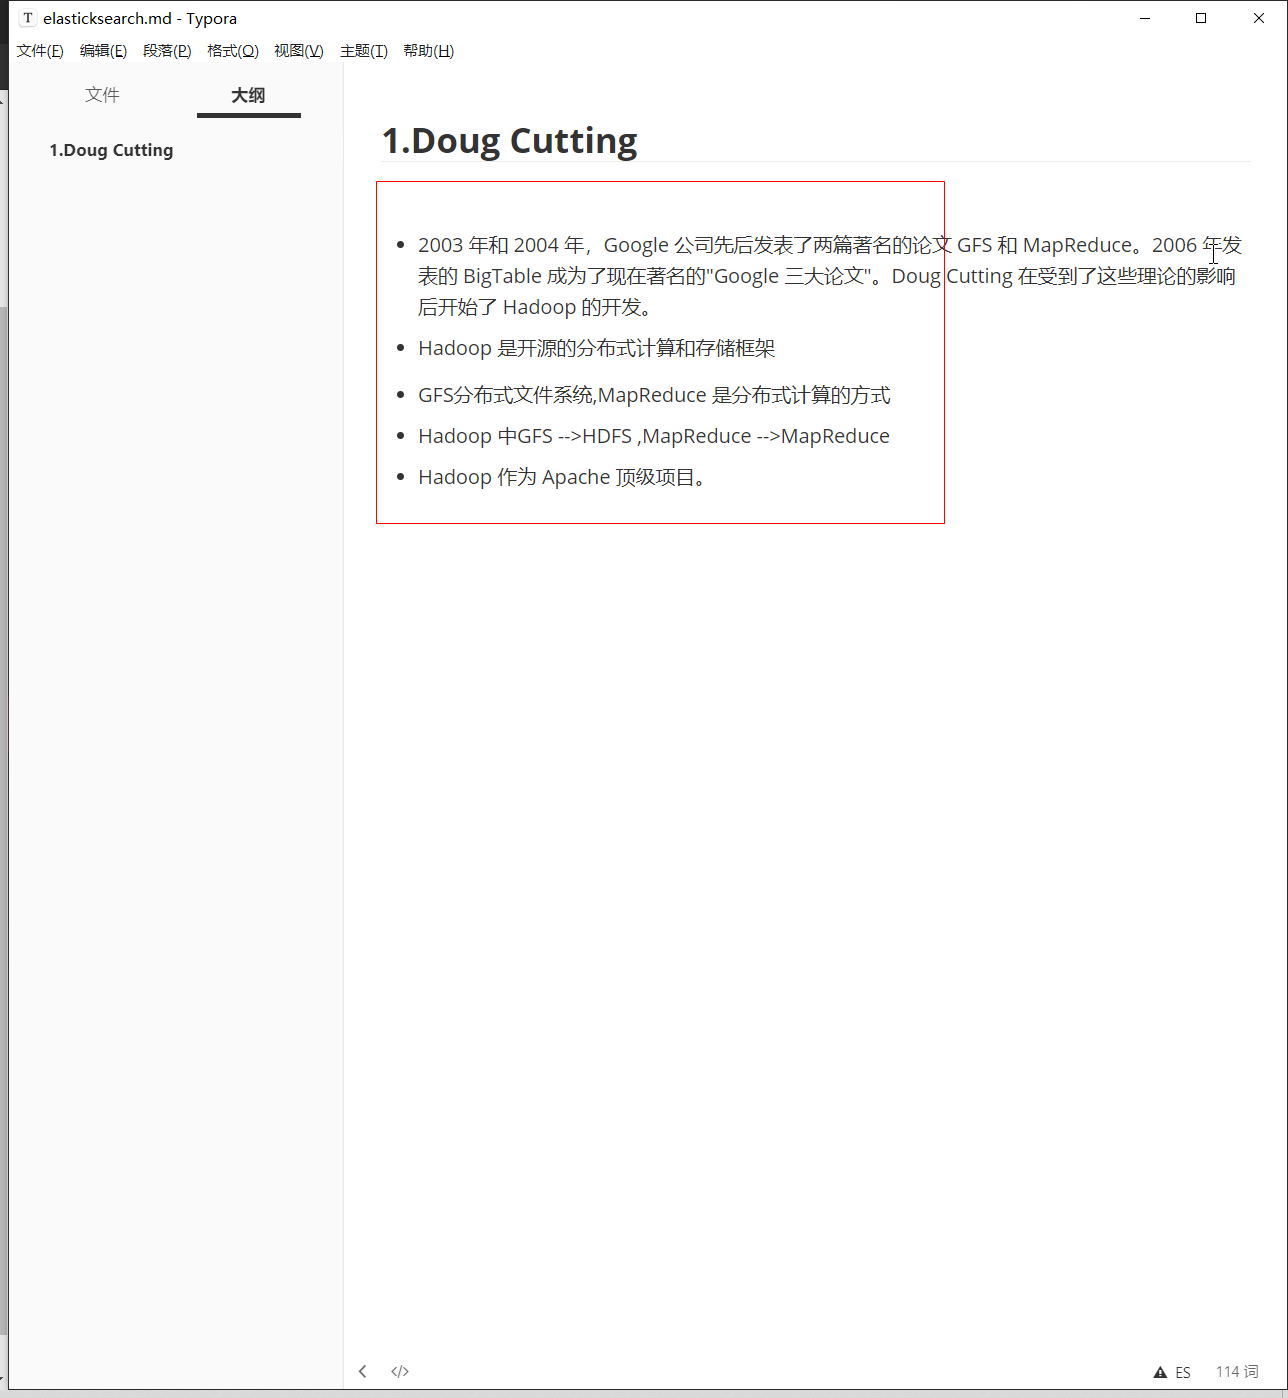 elasticksearch.md - Typora
文件(F) 编辑(E) 段落(P) 格式(O) 视图(V) 主题(T) 帮助(H)
文件 大纲
1.Doug Cutting
1.Doug Cutting
2003 年和 2004 年，Google 公司先后发表了两篇著名的论文 GFS 和 MapReduce。2006 年发
表的 BigTable 成为了现在著名的"Google 三大论文"。Doug Cutting 在受到了这些理论的影响
后开始了 Hadoop 的开发。
Hadoop 是开源的分布式计算和存储框架
GFS分布式文件系统,MapReduce 是分布式计算的方式
Hadoop 中GFS -->HDFS ,MapReduce -->MapReduce
Hadoop 作为 Apache 顶级项目。
</> ES 114 词